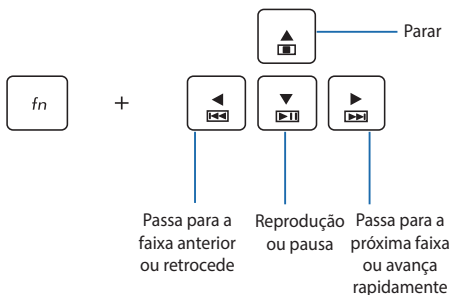 Parar
fn
+
Passa para a
faixa anterior
ou retrocede
Reprodução
ou pausa
Passa para a
próxima faixa
ou avança
rapidamente